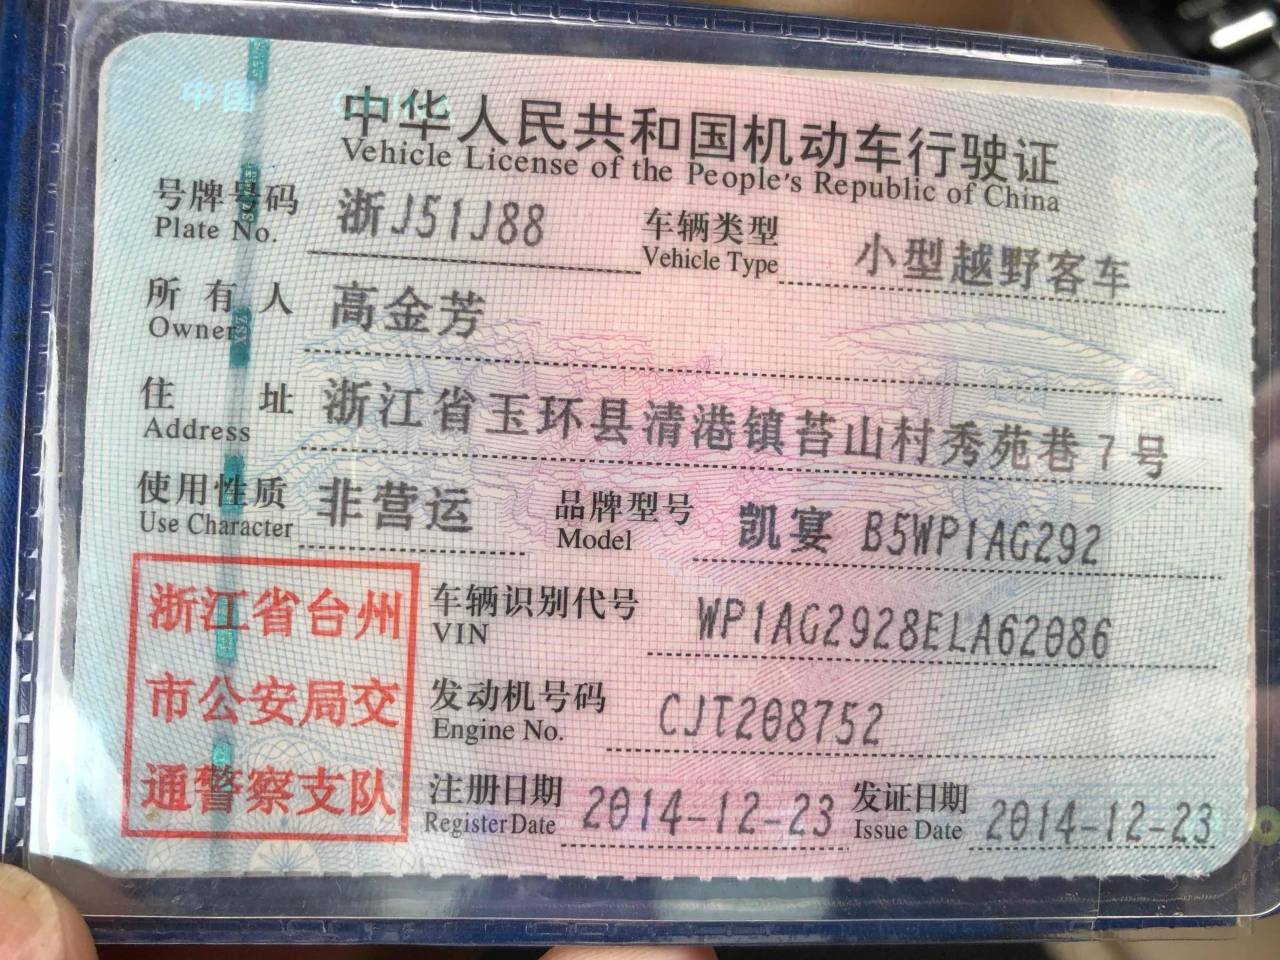 中国
中华人民共和国机动车行驶证
Vehicle License of the People's Republic of China
号牌号码 浙J51J88 车辆类型 小型越野客车
Plate No. Vehicle Type
所有人 高金芳
Owner
住址 浙江省玉环县清港镇苔山村秀苑巷7号
Address
使用性质 非营运 品牌型号 凯宴 B5WP1AG292
Use Character Model
浙江省台州
市公安局交
通警察支队
车辆识别代号 WP1AG2928ELA62086
VIN
发动机号码 CJT208752
Engine No.
注册日期 2014-12-23 发证日期 2014-12-23
Register Date Issue Date